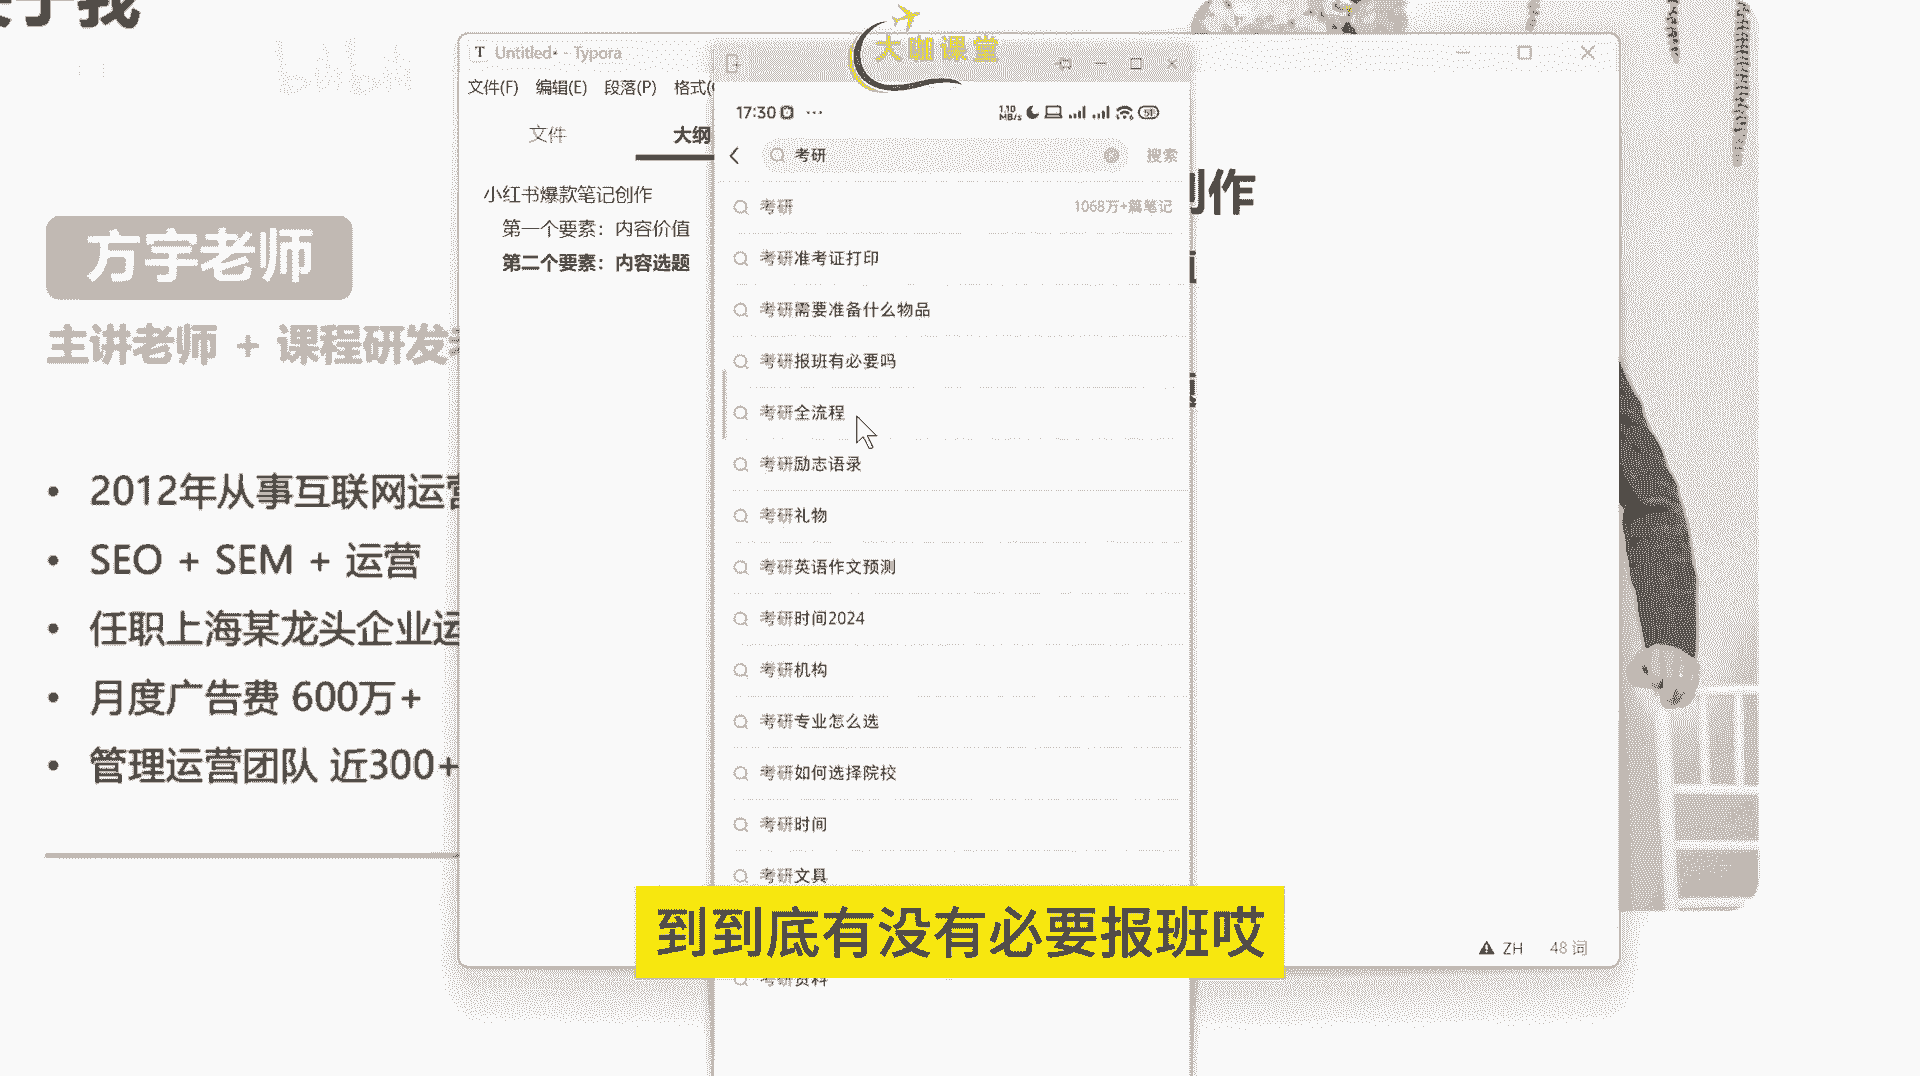 大咖课堂
Untitled• - Typora
文件(F) 编辑(E) 段落(P) 格式(
文件
大纲
小红书爆款笔记创作
第一个要素：内容价值
第二个要素：内容选题
方宇老师
主讲老师 + 课程研发
2012年从事互联网运营
SEO + SEM + 运营
任职上海某龙头企业运
月度广告费 600万+
管理运营团队 近300+
17:30
1.10 MB/s
考研
搜索
考研
1068万+篇笔记
考研准考证打印
考研需要准备什么物品
考研报班有必要吗
考研全流程
考研励志语录
考研礼物
考研英语作文预测
考研时间2024
考研机构
考研专业怎么选
考研如何选择院校
考研时间
考研文具
考研资料
创作
到到底有没有必要报班哎
ZH 48 词